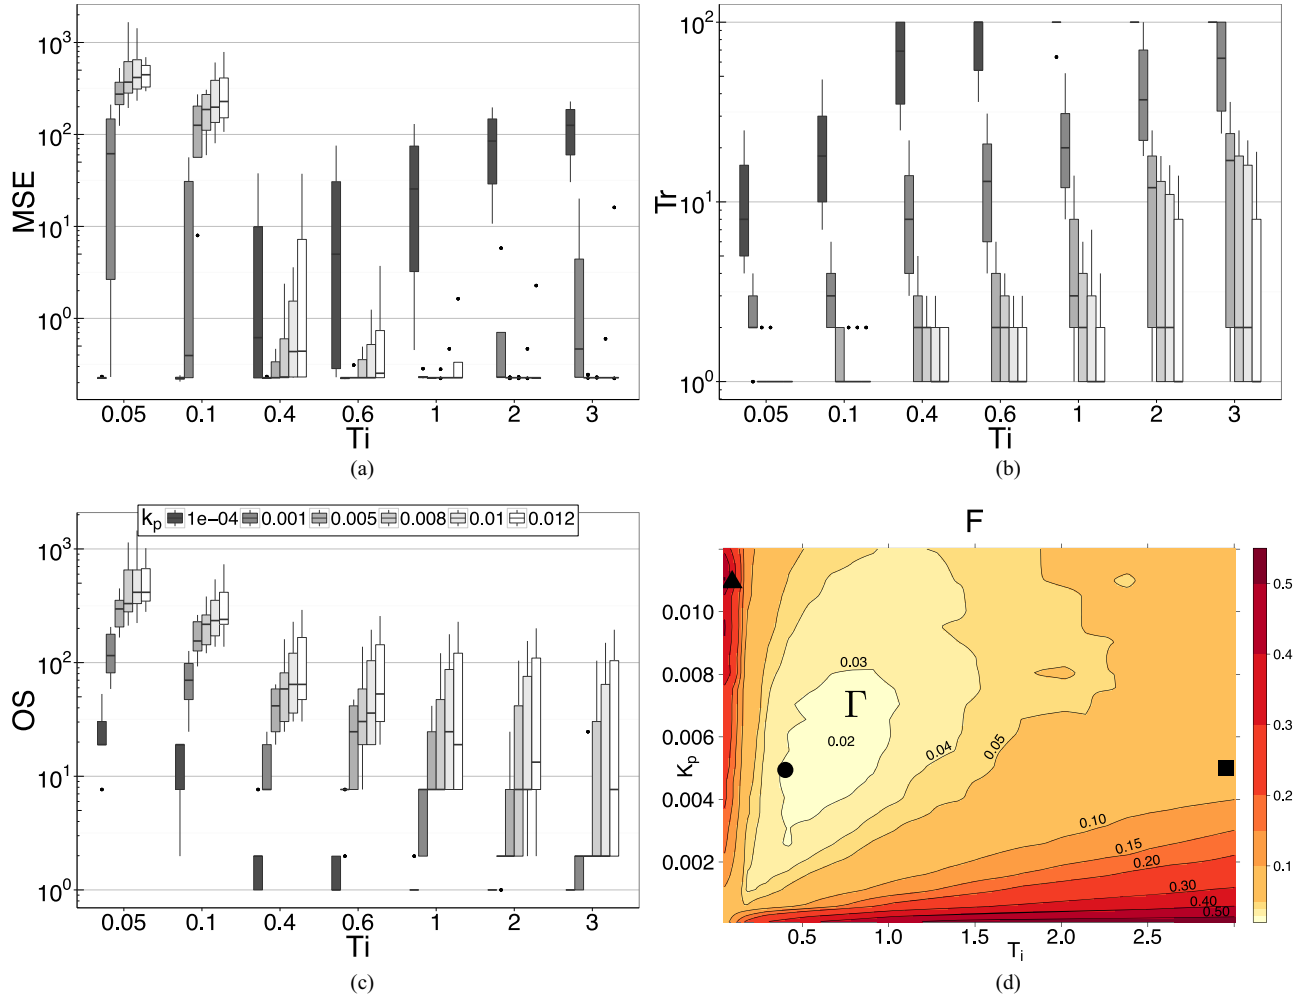 MSE
10³
10²
10¹
10⁰
0.05 0.1 0.4 0.6 1 2 3
Ti
(a)
Tr
10²
10¹
10⁰
0.05 0.1 0.4 0.6 1 2 3
Ti
(b)
kp 1e-04 0.001 0.005 0.008 0.01 0.012
OS
10³
10²
10¹
10⁰
0.05 0.1 0.4 0.6 1 2 3
Ti
(c)
F
Kp
0.010
0.008
0.006
0.004
0.002
0.03
Γ
0.02
0.04
0.05
0.10
0.15
0.20
0.30
0.40
0.50
0.5 1.0 1.5 2.0 2.5
Ti
0.5
0.4
0.3
0.2
0.1
(d)